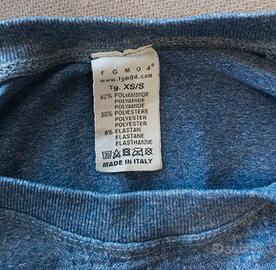 FGM04®
www.fgm04.com
Tg. XS/S
62% POLIAMMIDE
POLYAMIDE
POLYAMIDE
30% POLIESTERE
POLYESTER
POLYESTER
8% ELASTAN
ELASTANE
ELASTHANNE
MADE IN ITALY
subito